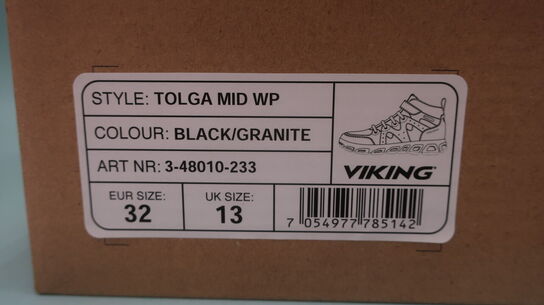 STYLE: TOLGA MID WP
COLOUR: BLACK/GRANITE
ART NR: 3-48010-233
VIKING
EUR SIZE: UK SIZE:
32 13
7 054977 785142